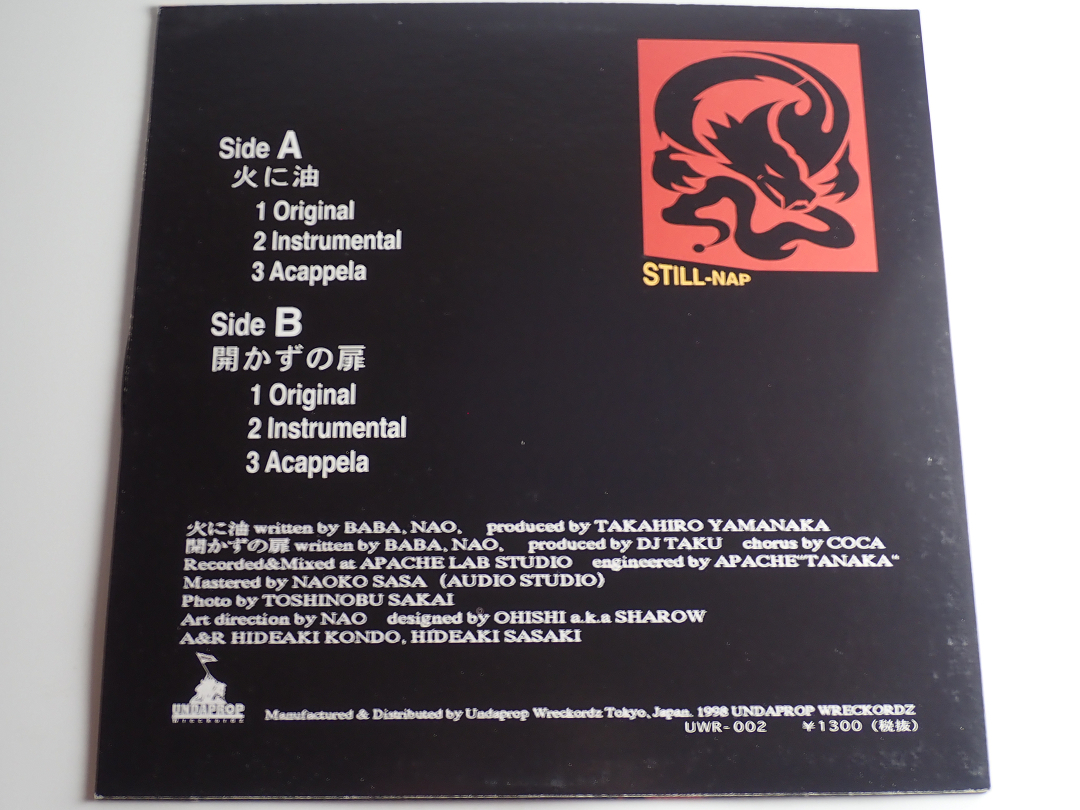 Side A
火に油
1 Original
2 Instrumental
3 Acappela
STILL-NAP
Side B
開かずの扉
1 Original
2 Instrumental
3 Acappela
火に油 written by BABA, NAO, produced by TAKAHIRO YAMANAKA
開かずの扉 written by BABA, NAO, produced by DJ TAKU chorus by COCA
Recorded&Mixed at APACHE LAB STUDIO engineered by APACHE"TANAKA"
Mastered by NAOKO SASA (AUDIO STUDIO)
Photo by TOSHINOBU SAKAI
Art direction by NAO designed by OHISHI a.k.a SHAROW
A&R HIDEAKI KONDO, HIDEAKI SASAKI
UNDAPROP
Manufactured & Distributed by Undaprop Wreckordz Tokyo, Japan. 1998 UNDAPROP WRECKORDZ
UWR-002 ¥1300 (税抜)